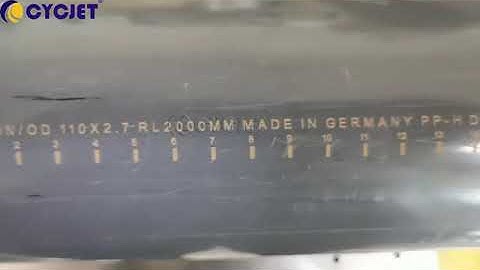 CYCJET
N/OD 110X2.7 RL2000MM MADE IN GERMANY PP-H D
2 3 4 5 6 7 8 9 10 11 12 13